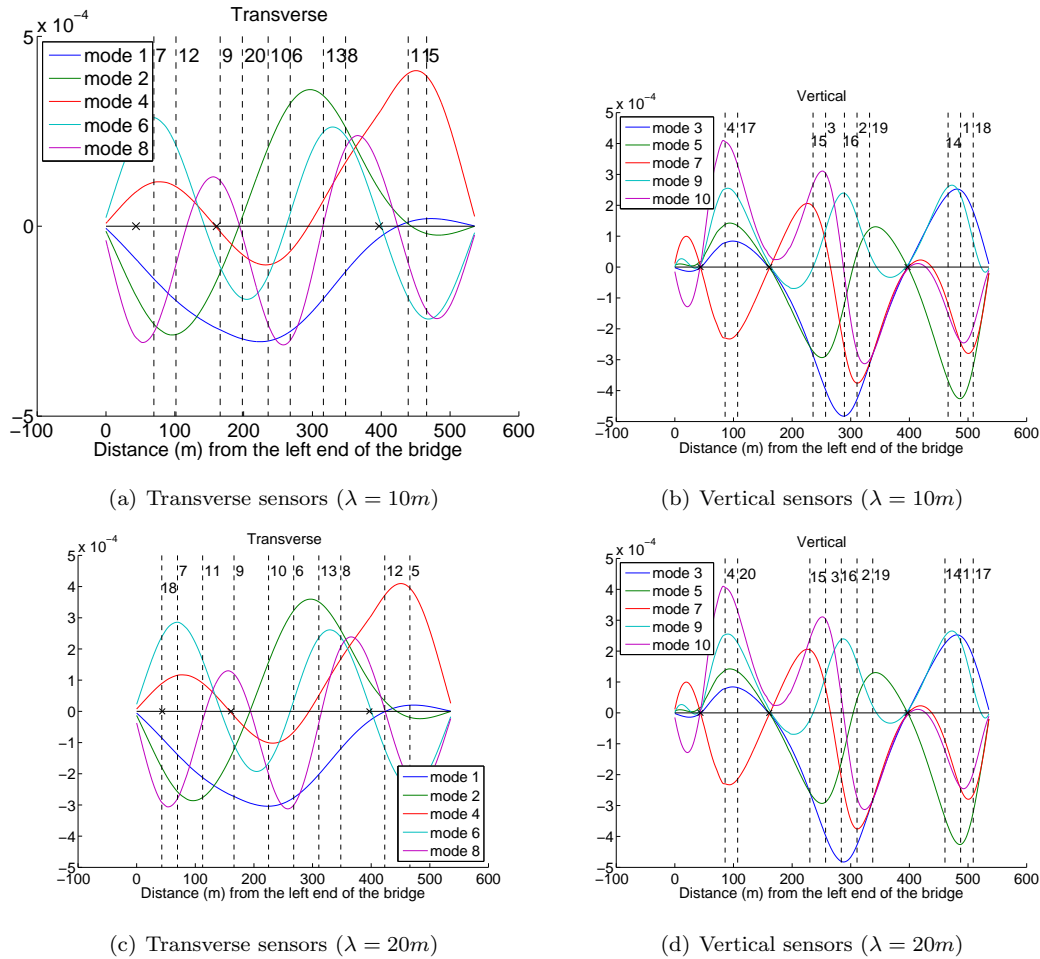 Transverse
x 10⁻⁴
5
0
−5
7 12 9 20 10 6 13 8 11 5
mode 1
mode 2
mode 4
mode 6
mode 8
−100 0 100 200 300 400 500 600
Distance (m) from the left end of the bridge
(a) Transverse sensors (λ = 10m)
Vertical
x 10⁻⁴
5
4
3
2
1
0
−1
−2
−3
−4
−5
4 17 15 3 16 2 19 14 1 18
mode 3
mode 5
mode 7
mode 9
mode 10
−100 0 100 200 300 400 500 600
Distance (m) from the left end of the bridge
(b) Vertical sensors (λ = 10m)
Transverse
x 10⁻⁴
5
4
3
2
1
0
−1
−2
−3
−4
−5
18 7 11 9 10 6 13 8 12 5
mode 1
mode 2
mode 4
mode 6
mode 8
−100 0 100 200 300 400 500 600
Distance (m) from the left end of the bridge
(c) Transverse sensors (λ = 20m)
Vertical
x 10⁻⁴
5
4
3
2
1
0
−1
−2
−3
−4
−5
4 20 15 3 16 2 19 14 1 17
mode 3
mode 5
mode 7
mode 9
mode 10
−100 0 100 200 300 400 500 600
Distance (m) from the left end of the bridge
(d) Vertical sensors (λ = 20m)